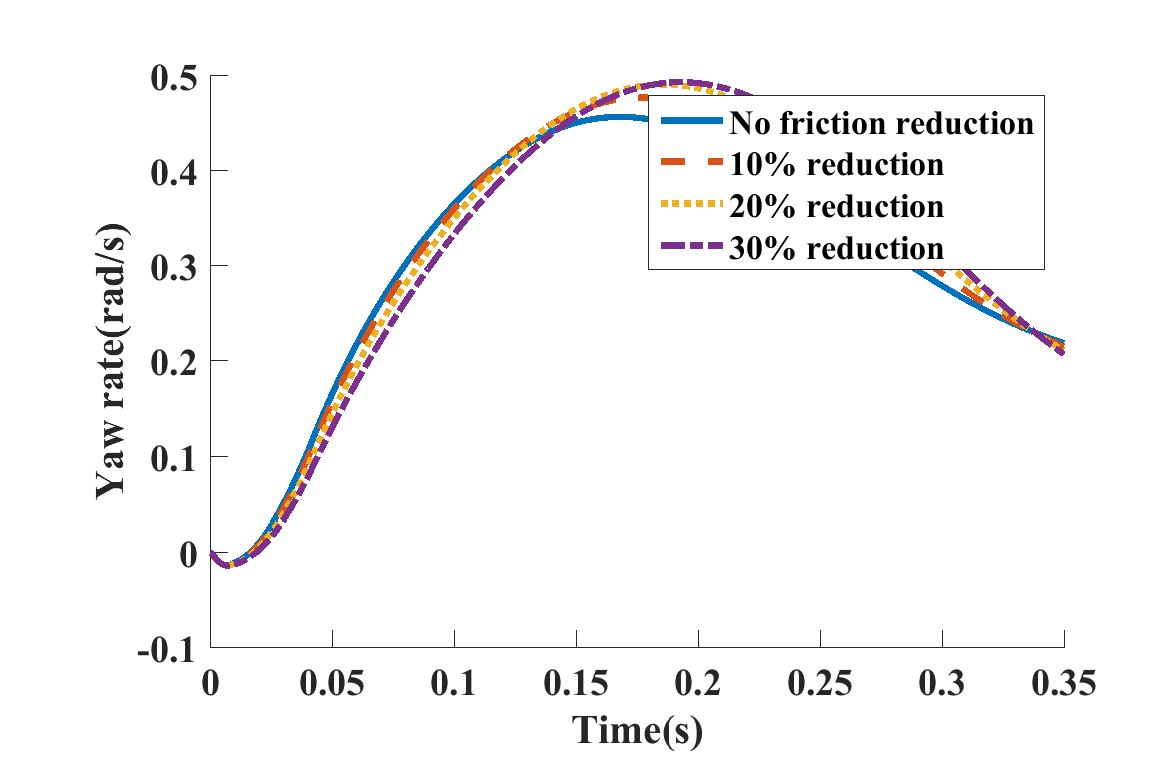 0.5
0.4
0.3
0.2
0.1
0
-0.1
Yaw rate(rad/s)
No friction reduction
10% reduction
20% reduction
30% reduction
0 0.05 0.1 0.15 0.2 0.25 0.3 0.35
Time(s)